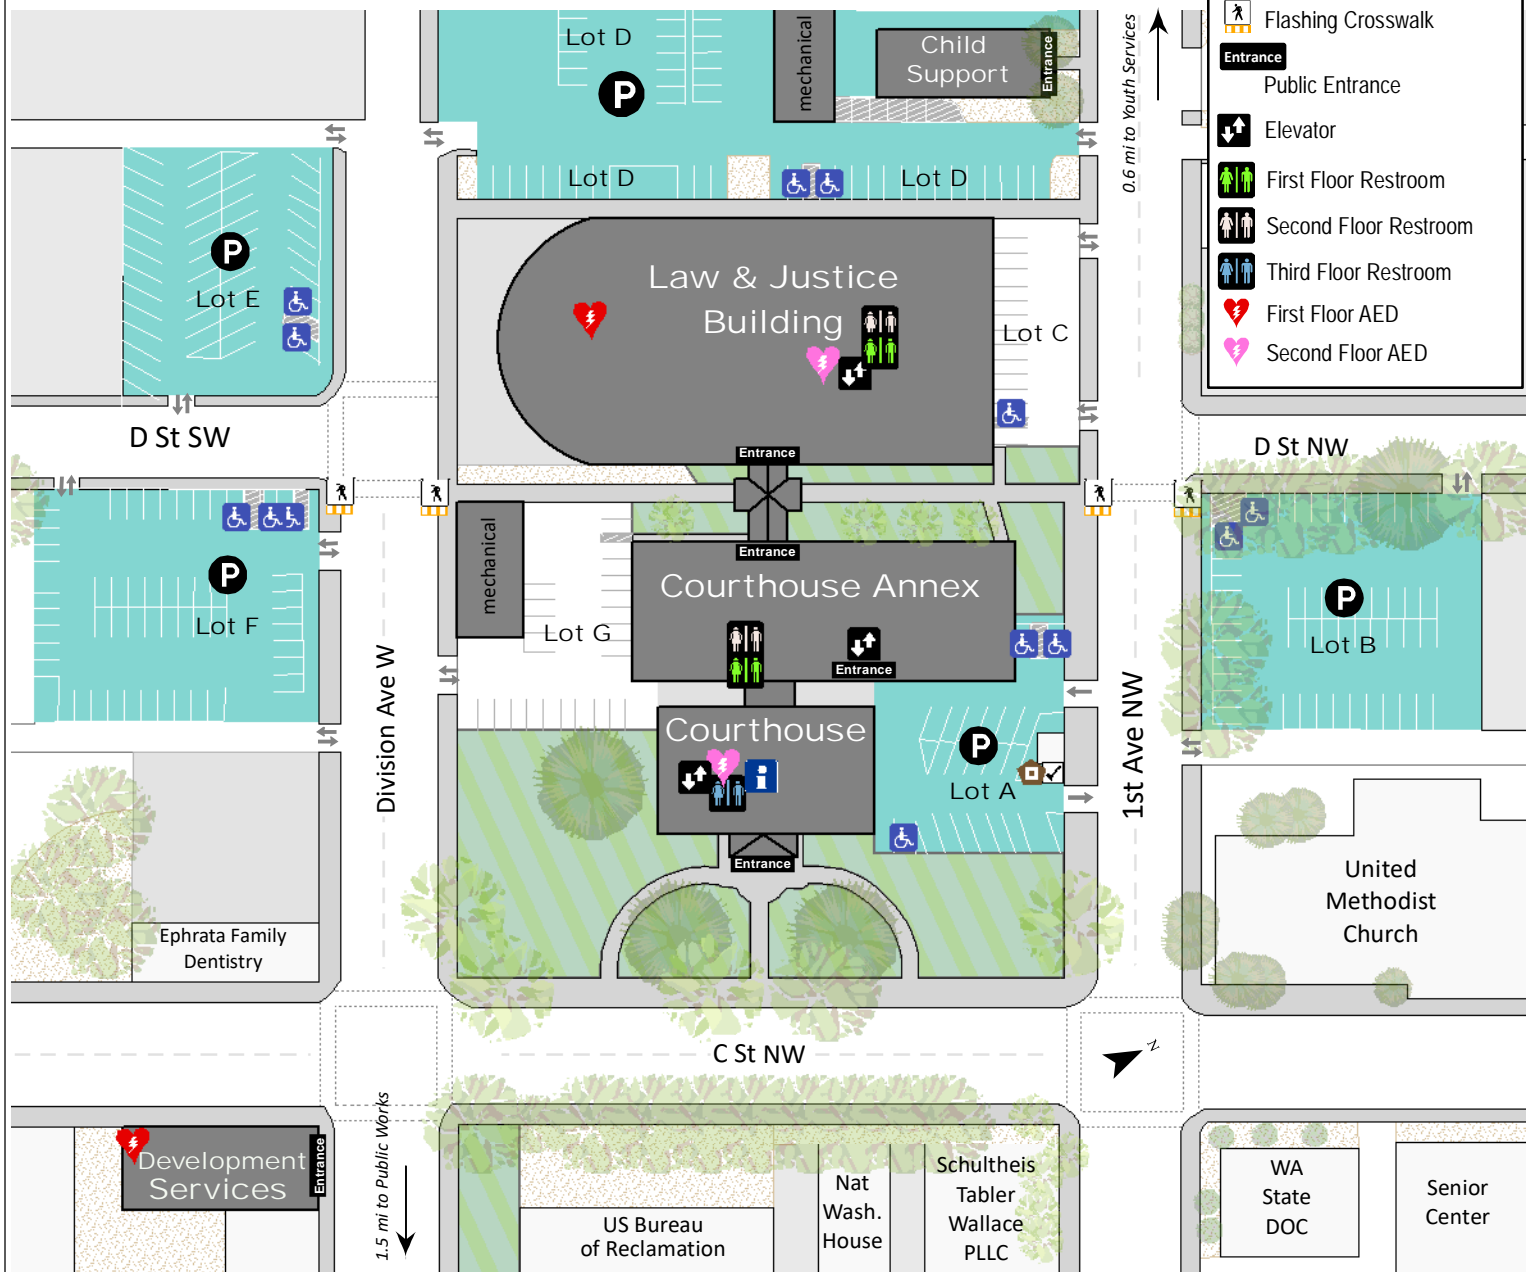 Flashing Crosswalk
Entrance
Public Entrance
Elevator
First Floor Restroom
Second Floor Restroom
Third Floor Restroom
First Floor AED
Second Floor AED
Lot D
P
mechanical
Child
Support
Entrance
0.6 mi to Youth Services
Lot D
Lot D
P
Lot E
Law & Justice
Building
Lot C
D St SW
Entrance
D St NW
P
Lot F
mechanical
Lot G
Entrance
Courthouse Annex
Entrance
P
Lot B
Division Ave W
1st Ave NW
Courthouse
i
P
Lot A
Entrance
Ephrata Family
Dentistry
United
Methodist
Church
C St NW
N
1.5 mi to Public Works
Development
Services
Entrance
US Bureau
of Reclamation
Nat
Wash.
House
Schultheis
Tabler
Wallace
PLLC
WA
State
DOC
Senior
Center